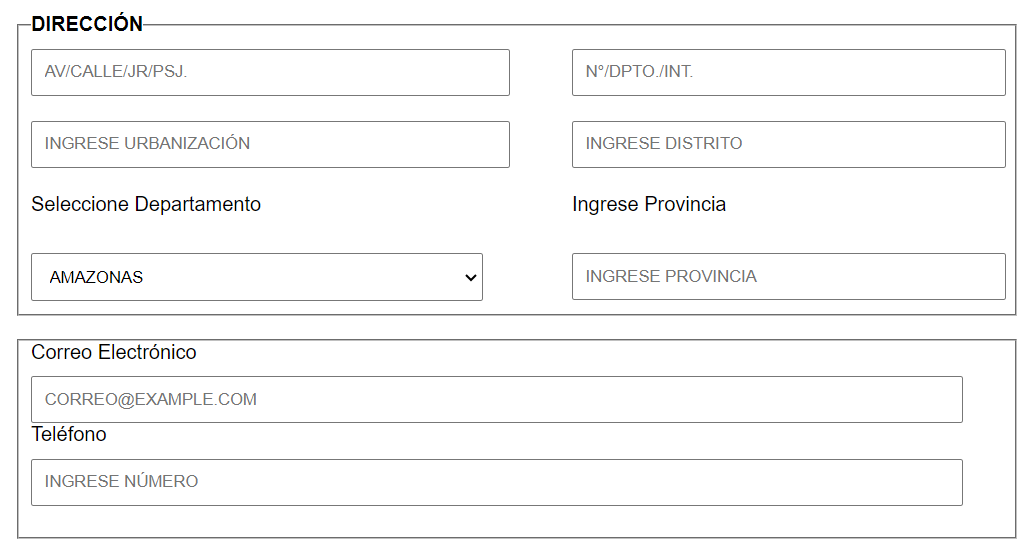 DIRECCIÓN
AV/CALLE/JR/PSJ. N°/DPTO./INT.
INGRESE URBANIZACIÓN INGRESE DISTRITO
Seleccione Departamento Ingrese Provincia
AMAZONAS INGRESE PROVINCIA
Correo Electrónico
CORREO@EXAMPLE.COM
Teléfono
INGRESE NÚMERO